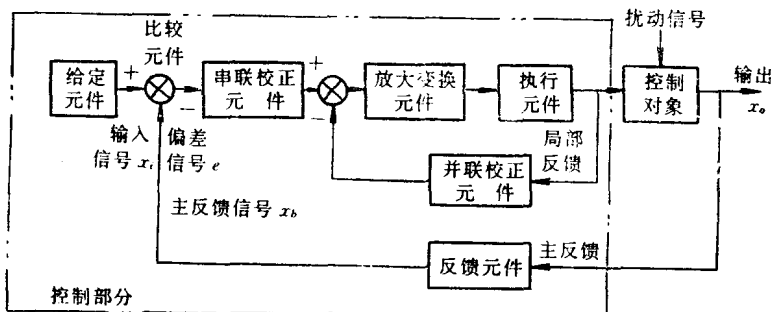 扰动信号
比较
元件
给定
元件
+
−
串联校正
元 件
+
−
放大变换
元件
执行
元件
控制
对象
输出
xₒ
输入
信号 xᵢ
偏差
信号 e
局部
反馈
并联校正
元 件
主反馈信号 x_b
主反馈
反馈元件
控制部分